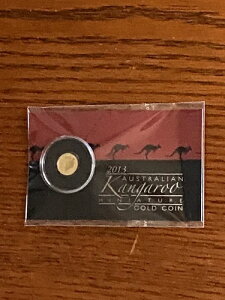 2013
AUSTRALIAN
Kangaroo
MINIATURE
GOLD COIN